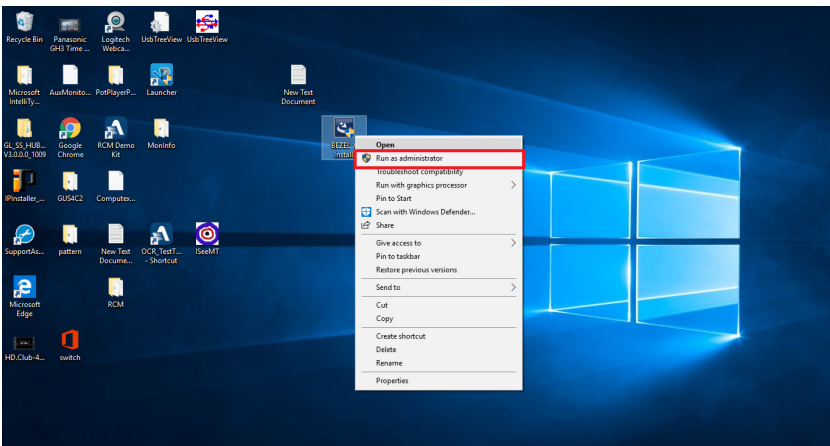 Recycle Bin
Panasonic
GH3 Time ...
Logitech
Webca...
UsbTreeView
UsbTreeView
Microsoft
IntelliTy...
AuxMonito...
PotPlayerP...
Launcher
New Text
Document
GL_SS_HUB...
V3.0.0.0_1009
Google
Chrome
RCM Demo
Kit
MonInfo
BEZEL
Install
IPInstaller_...
GUS4C2
Computex...
SupportAs...
pattern
New Text
Docume...
OCR_TestT...
- Shortcut
ISeeMT
Microsoft
Edge
RCM
HD.Club-4...
switch
Open
Run as administrator
Troubleshoot compatibility
Run with graphics processor
Pin to Start
Scan with Windows Defender...
Share
Give access to
Pin to taskbar
Restore previous versions
Send to
Cut
Copy
Create shortcut
Delete
Rename
Properties